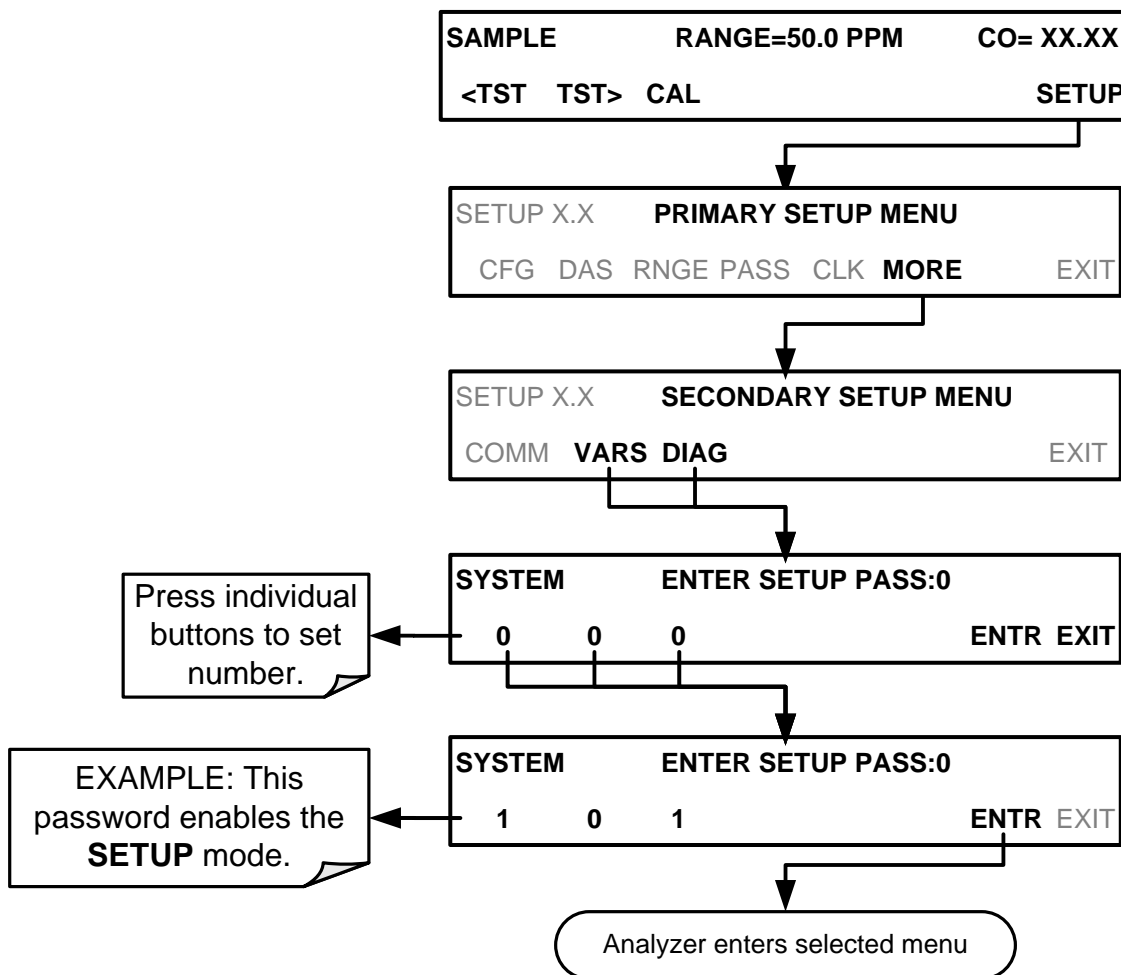 SAMPLE RANGE=50.0 PPM CO= XX.XX
<TST TST> CAL SETUP
SETUP X.X PRIMARY SETUP MENU
CFG DAS RNGE PASS CLK MORE EXIT
SETUP X.X SECONDARY SETUP MENU
COMM VARS DIAG EXIT
SYSTEM ENTER SETUP PASS:0
0 0 0 ENTR EXIT
Press individual
buttons to set
number.
SYSTEM ENTER SETUP PASS:0
1 0 1 ENTR EXIT
EXAMPLE: This
password enables the
SETUP mode.
Analyzer enters selected menu